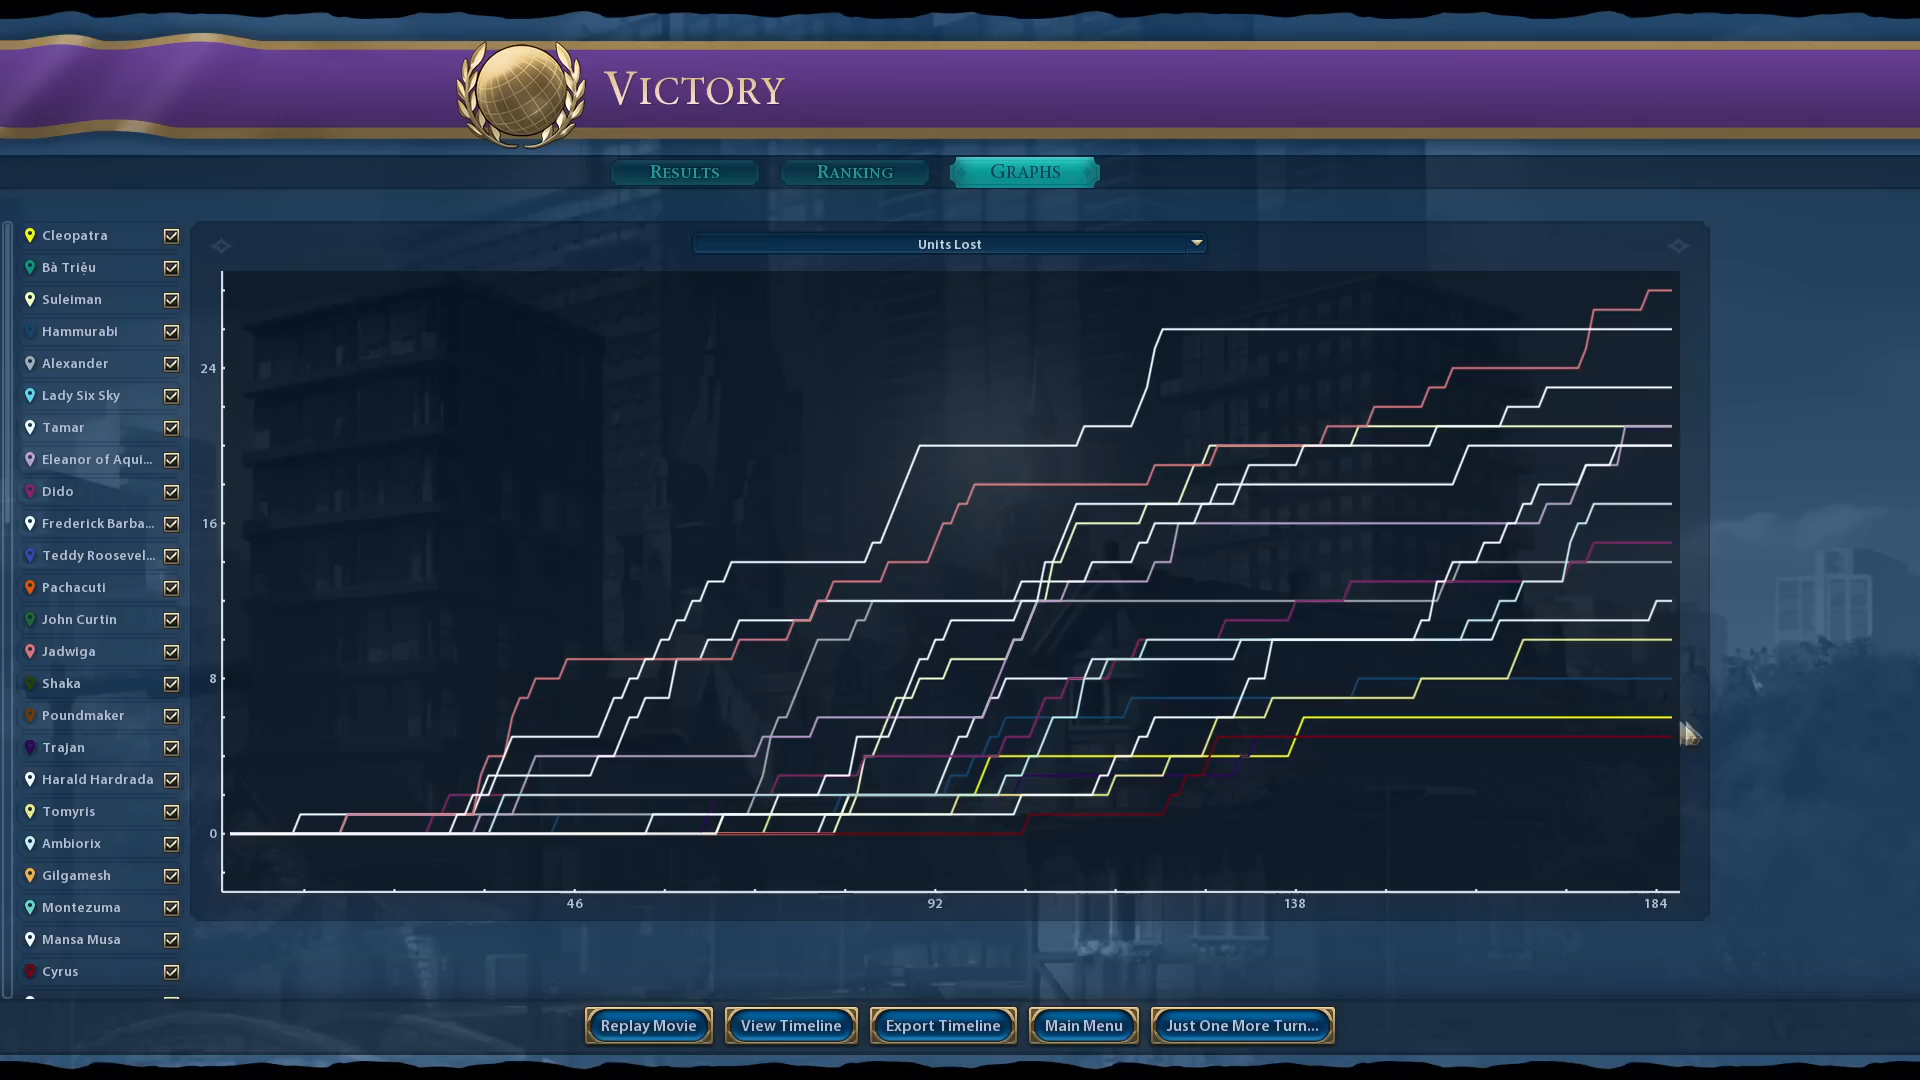 Victory
Results
Ranking
Graphs
Cleopatra
Bà Triệu
Suleiman
Hammurabi
Alexander
Lady Six Sky
Tamar
Eleanor of Aqui...
Dido
Frederick Barba...
Teddy Roosevel...
Pachacuti
John Curtin
Jadwiga
Shaka
Poundmaker
Trajan
Harald Hardrada
Tomyris
Ambiorix
Gilgamesh
Montezuma
Mansa Musa
Cyrus
Units Lost
24
16
8
0
46
92
138
184
Replay Movie
View Timeline
Export Timeline
Main Menu
Just One More Turn...